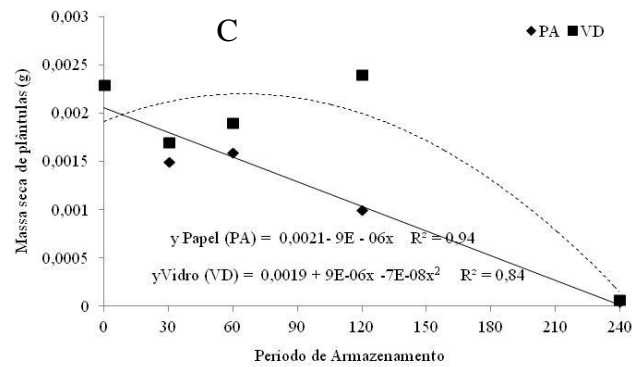 C
◆ PA ■ VD
Massa seca de plântulas (g)
0,003
0,0025
0,002
0,0015
0,001
0,0005
0
y Papel (PA) = 0,0021- 9E - 06x R² = 0,94
yVidro (VD) = 0,0019 + 9E-06x -7E-08x² R² = 0,84
0 30 60 90 120 150 180 210 240
Período de Armazenamento